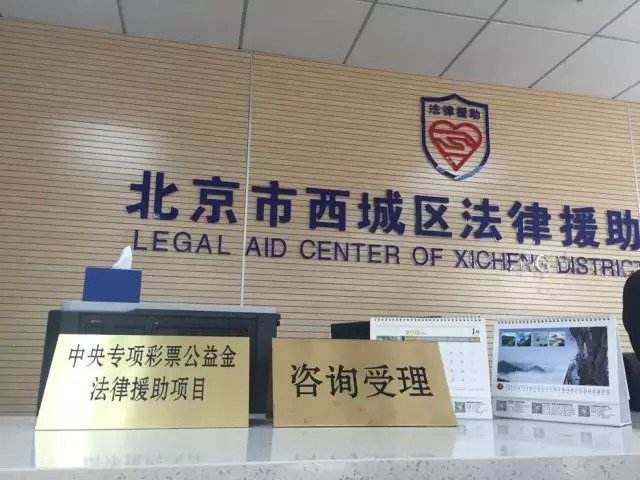 法律援助
北京市西城区法律援助
LEGAL AID CENTER OF XICHENG DISTRICT
中央专项彩票公益金
法律援助项目
咨询受理
1月